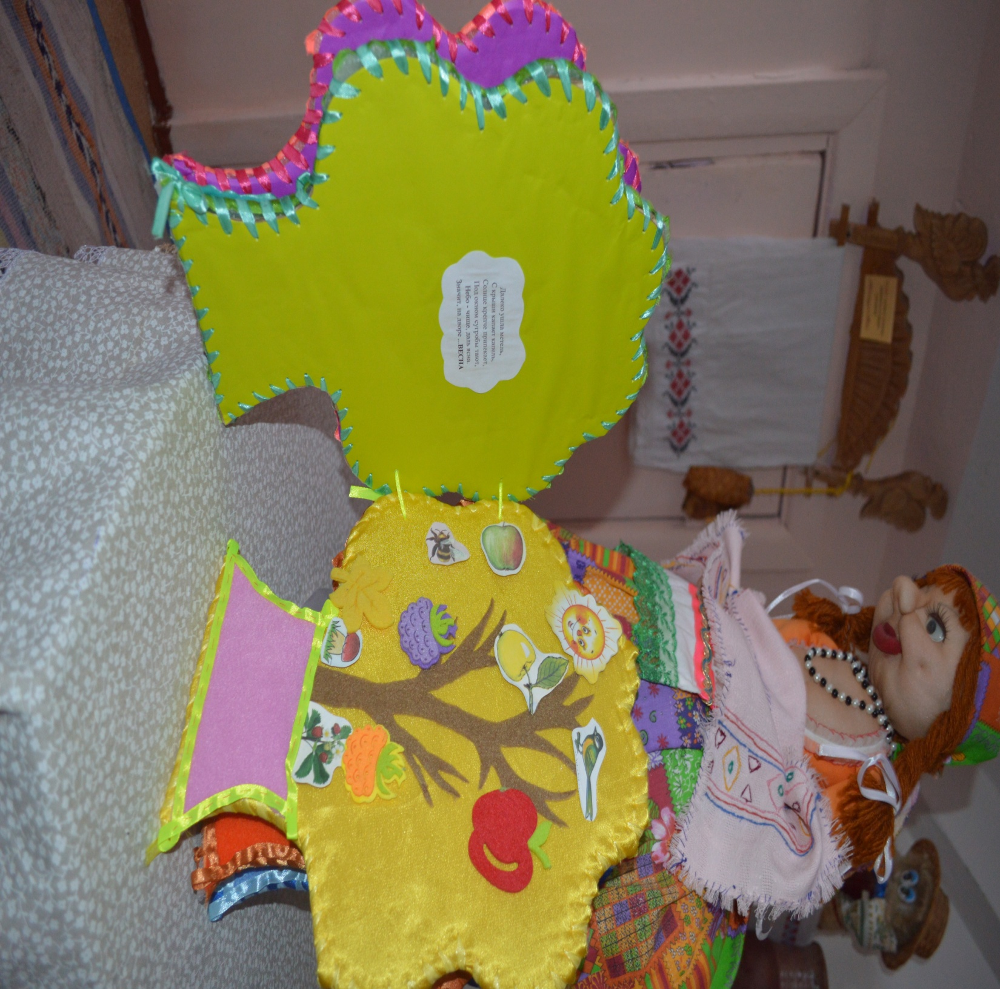 Далеко ушла метель,
С крыши капает капель,
Солнце крепче припекает,
Под окном сугробы тают,
Небо - чище, даль ясна.
Значит, на дворе...ВЕСНА